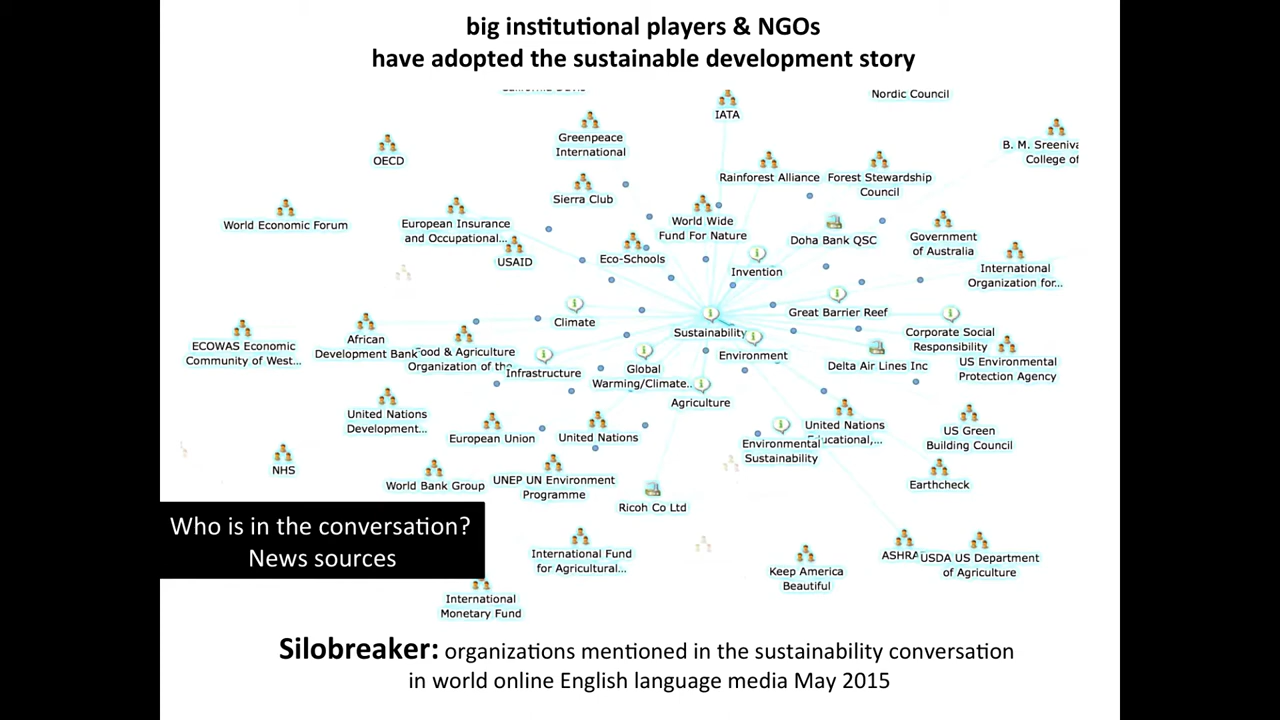 big institutional players & NGOs
have adopted the sustainable development story
Nordic Council
IATA
Greenpeace
International
OECD
B. M. Sreeniva
College of
Rainforest Alliance
Forest Stewardship
Council
Sierra Club
World Economic Forum
European Insurance
and Occupational...
World Wide
Fund For Nature
Doha Bank QSC
Government
of Australia
USAID
Eco-Schools
Invention
International
Organization for...
Climate
Great Barrier Reef
Sustainability
Corporate Social
Responsibility
ECOWAS Economic
Community of West...
African
Development Bank
Food & Agriculture
Organization of the
Infrastructure
Global
Warming/Climate...
Environment
Delta Air Lines Inc
US Environmental
Protection Agency
Agriculture
United Nations
Development...
European Union
United Nations
United Nations
Educational,...
Environmental
Sustainability
US Green
Building Council
NHS
World Bank Group
UNEP UN Environment
Programme
Ricoh Co Ltd
Earthcheck
Who is in the conversation?
News sources
International Fund
for Agricultural...
Keep America
Beautiful
ASHRA
USDA US Department
of Agriculture
International
Monetary Fund
Silobreaker: organizations mentioned in the sustainability conversation
in world online English language media May 2015